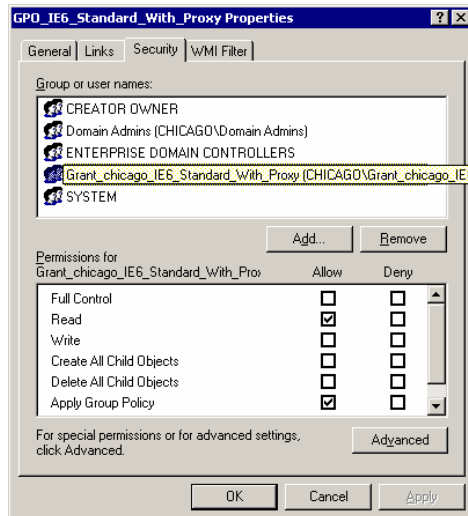 GPO_IE6_Standard_With_Proxy Properties
General Links Security WMI Filter
Group or user names:
CREATOR OWNER
Domain Admins (CHICAGO\Domain Admins)
ENTERPRISE DOMAIN CONTROLLERS
Grant_chicago_IE6_Standard_With_Proxy (CHICAGO\Grant_chicago_IE
SYSTEM
Add... Remove
Permissions for
Grant_chicago_IE6_Standard_With_Prox Allow Deny
Full Control
Read
Write
Create All Child Objects
Delete All Child Objects
Apply Group Policy
For special permissions or for advanced settings,
click Advanced.
Advanced
OK Cancel Apply